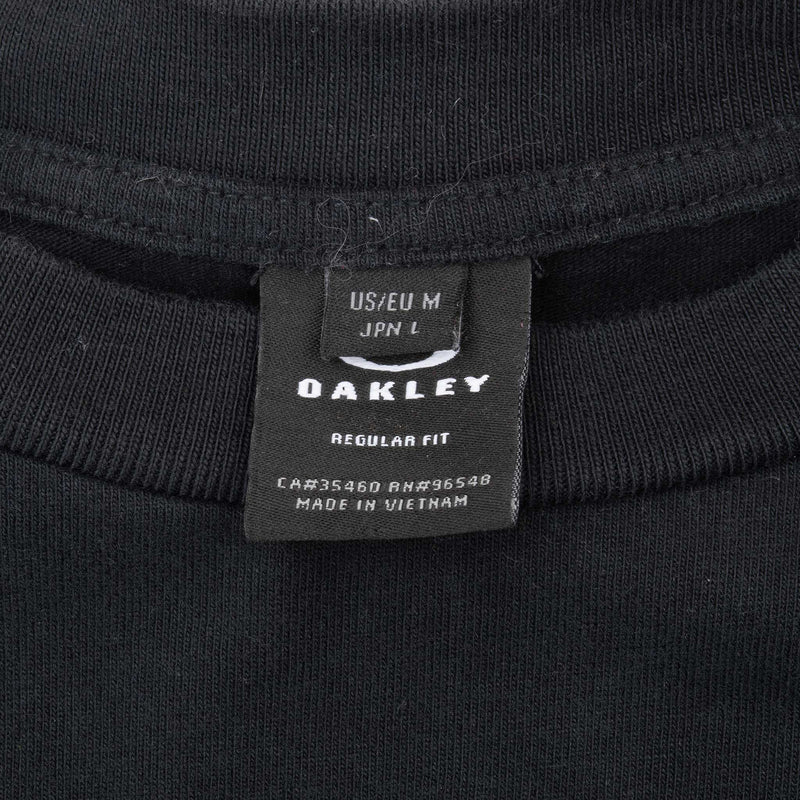 US/EU M
JPN L
OAKLEY
REGULAR FIT
CA#35460 RN#96548
MADE IN VIETNAM